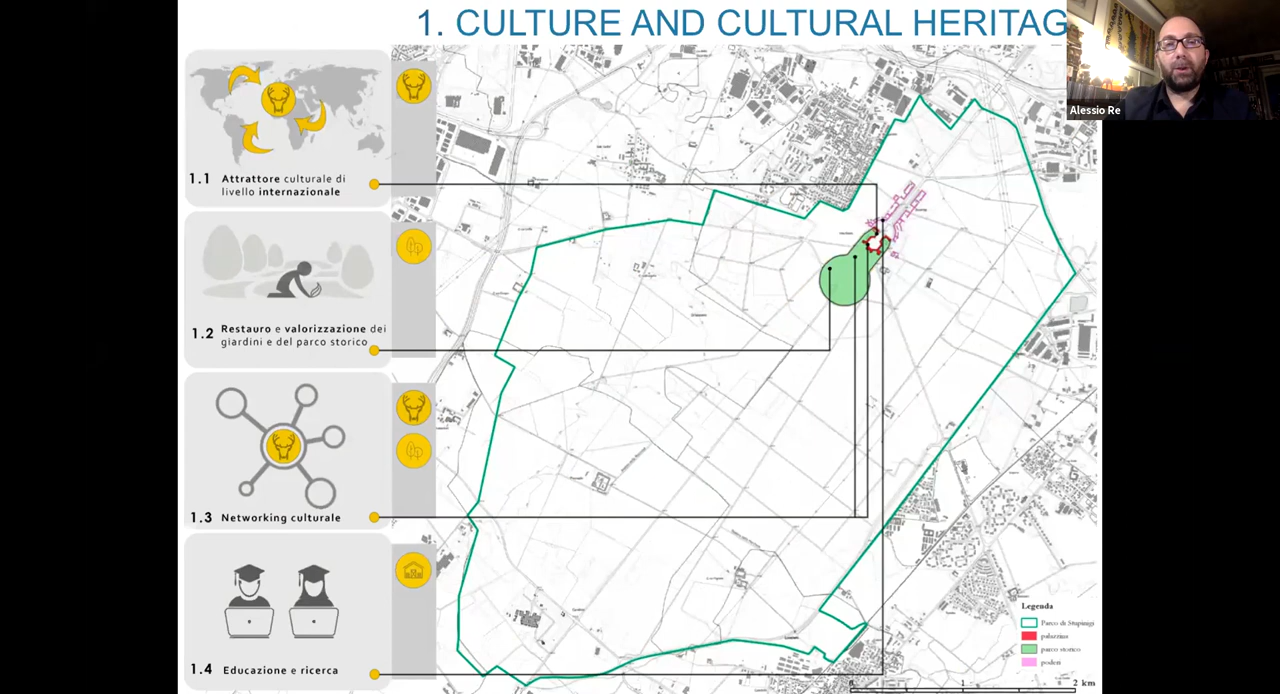 1. CULTURE AND CULTURAL HERITAG
Alessio Re
1.1 Attrattore culturale di
livello internazionale
1.2 Restauro e valorizzazione dei
giardini e del parco storico
1.3 Networking culturale
1.4 Educazione e ricerca
Legenda
Parco di Stupinigi
palazzina
parco storico
poderi
0 1 2 km